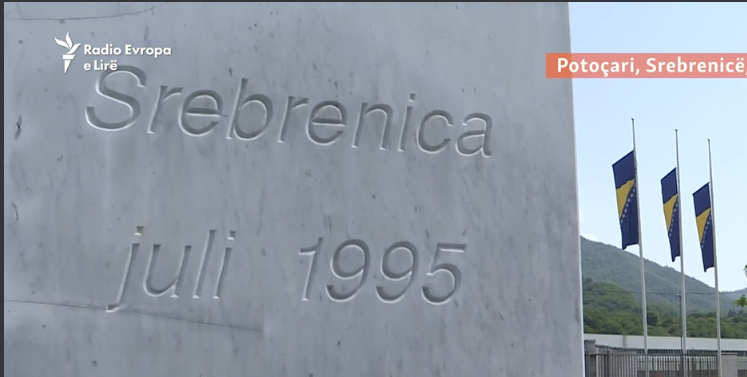 Radio Evropa
e Lirë
Potoçari, Srebrenicë
Srebrenica
juli 1995